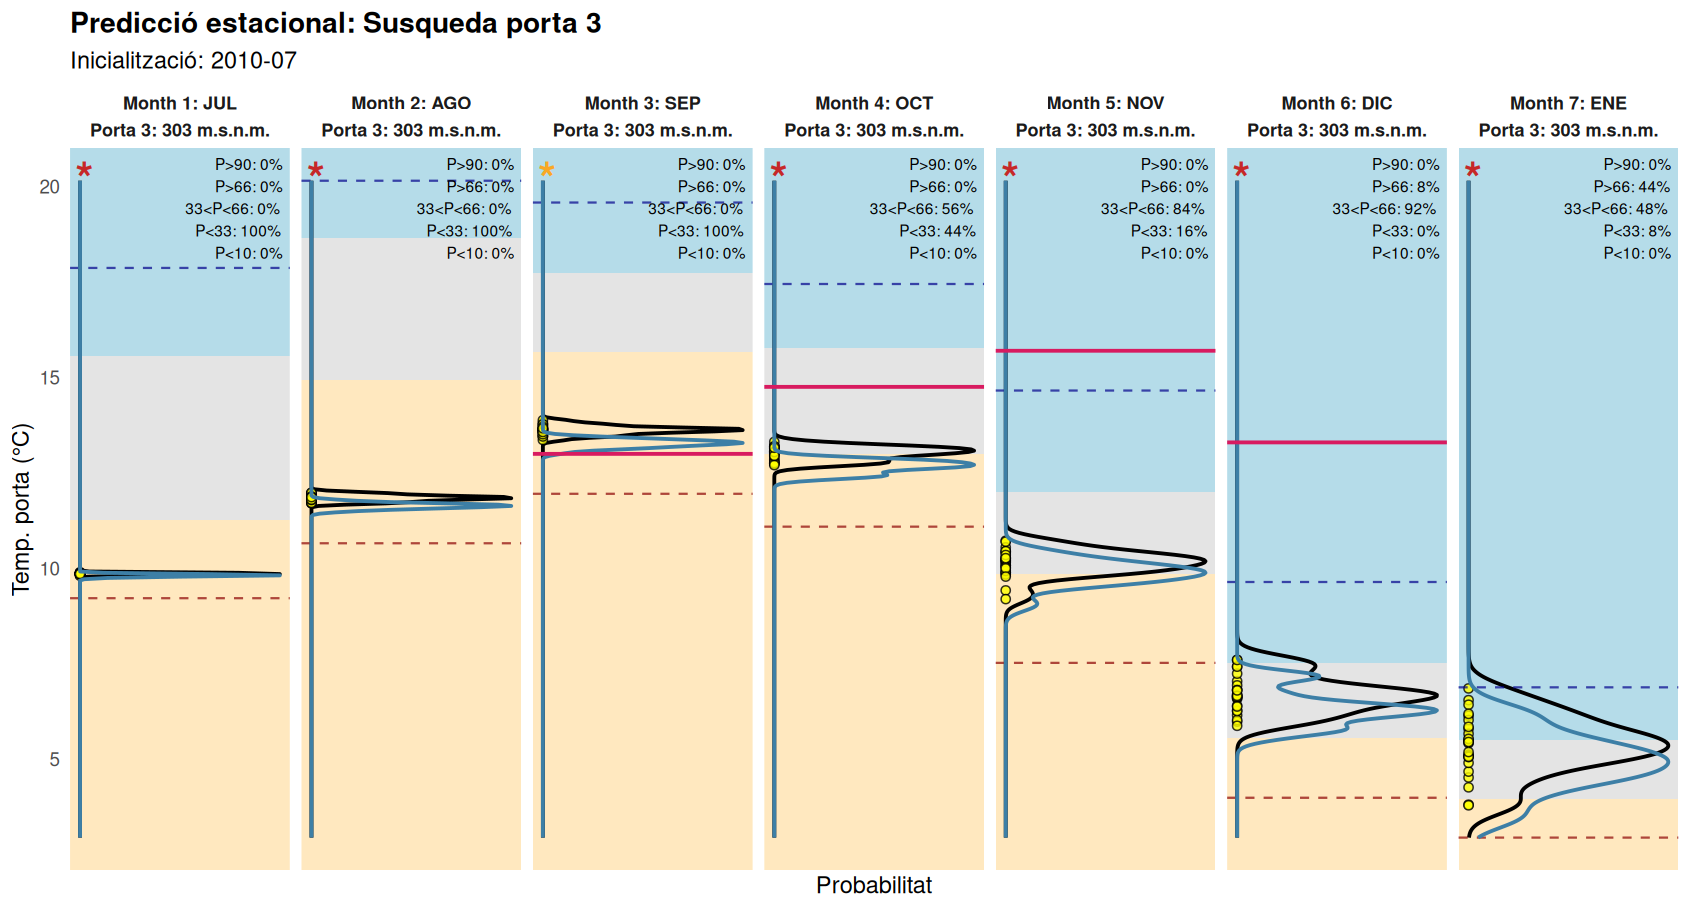 Predicció estacional: Susqueda porta 3
Inicialització: 2010-07
Month 1: JUL
Porta 3: 303 m.s.n.m.
P>90: 0%
P>66: 0%
33<P<66: 0%
P<33: 100%
P<10: 0%
Month 2: AGO
Porta 3: 303 m.s.n.m.
P>90: 0%
P>66: 0%
33<P<66: 0%
P<33: 100%
P<10: 0%
Month 3: SEP
Porta 3: 303 m.s.n.m.
P>90: 0%
P>66: 0%
33<P<66: 0%
P<33: 100%
P<10: 0%
Month 4: OCT
Porta 3: 303 m.s.n.m.
P>90: 0%
P>66: 0%
33<P<66: 56%
P<33: 44%
P<10: 0%
Month 5: NOV
Porta 3: 303 m.s.n.m.
P>90: 0%
P>66: 0%
33<P<66: 84%
P<33: 16%
P<10: 0%
Month 6: DIC
Porta 3: 303 m.s.n.m.
P>90: 0%
P>66: 8%
33<P<66: 92%
P<33: 0%
P<10: 0%
Month 7: ENE
Porta 3: 303 m.s.n.m.
P>90: 0%
P>66: 44%
33<P<66: 48%
P<33: 8%
P<10: 0%
20
15
10
5
Temp. porta (°C)
Probabilitat